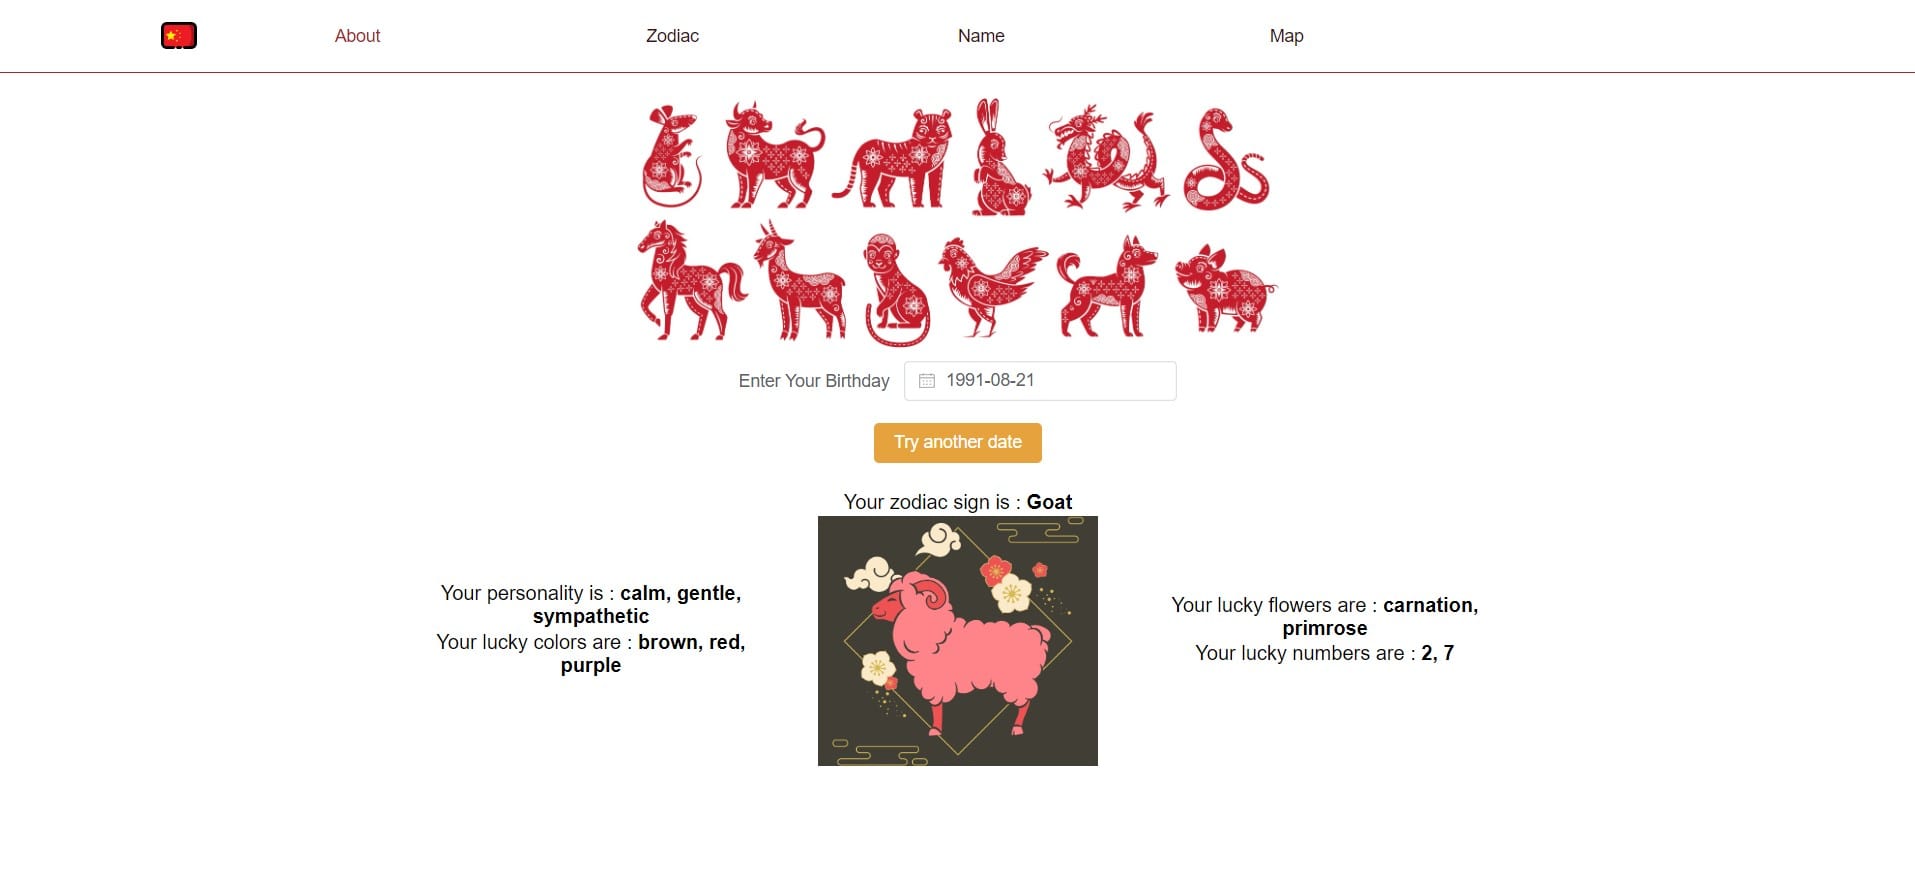 About
Zodiac
Name
Map
Enter Your Birthday
1991-08-21
Try another date
Your zodiac sign is : Goat
Your personality is : calm, gentle,
sympathetic
Your lucky colors are : brown, red,
purple
Your lucky flowers are : carnation,
primrose
Your lucky numbers are : 2, 7